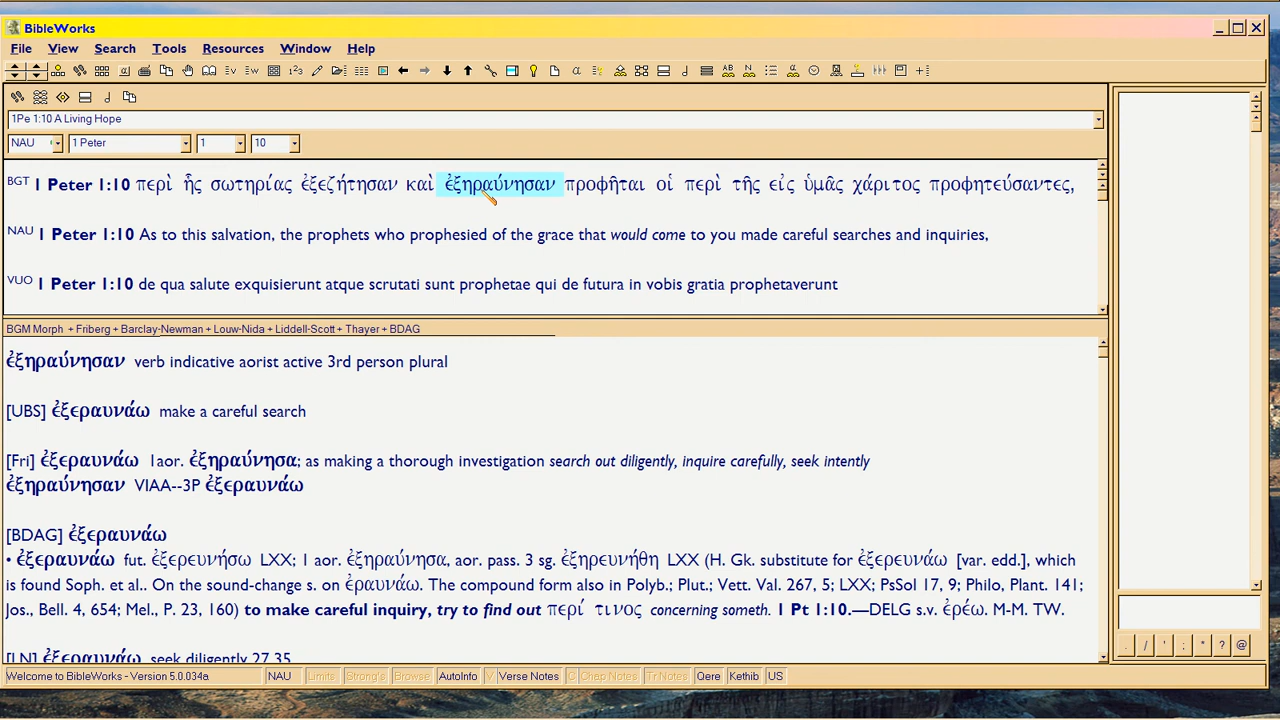 BibleWorks
File View Search Tools Resources Window Help
1Pe 1:10 A Living Hope
NAU 1 Peter 1 10
BGT 1 Peter 1:10 περὶ ἧς σωτηρίας ἐξεζήτησαν καὶ ἐξηραύνησαν προφῆται οἱ περὶ τῆς εἰς ὑμᾶς χάριτος προφητεύσαντες,
NAU 1 Peter 1:10 As to this salvation, the prophets who prophesied of the grace that would come to you made careful searches and inquiries,
VUO 1 Peter 1:10 de qua salute exquisierunt atque scrutati sunt prophetae qui de futura in vobis gratia prophetaverunt
BGM Morph + Friberg + Barclay-Newman + Louw-Nida + Liddell-Scott + Thayer + BDAG
ἐξηραύνησαν verb indicative aorist active 3rd person plural
[UBS] ἐξεραυνάω make a careful search
[Fri] ἐξεραυνάω 1aor. ἐξηραύνησα; as making a thorough investigation search out diligently, inquire carefully, seek intently
ἐξηραύνησαν VIAA--3P ἐξεραυνάω
[BDAG] ἐξεραυνάω
• ἐξεραυνάω fut. ἐξερευνήσω LXX; 1 aor. ἐξηραύνησα, aor. pass. 3 sg. ἐξηρευνήθη LXX (H. Gk. substitute for ἐξερευνάω [var. edd.], which
is found Soph. et al.. On the sound-change s. on ἐραυνάω. The compound form also in Polyb.; Plut.; Vett. Val. 267, 5; LXX; PsSol 17, 9; Philo, Plant. 141;
Jos., Bell. 4, 654; Mel., P. 23, 160) to make careful inquiry, try to find out περί τινος concerning someth. 1 Pt 1:10.—DELG s.v. ἐρέω. M-M. TW.
[LN] ἐξεραυνάω seek diligently 27.35
. / ' ; * ? @
Welcome to BibleWorks - Version 5.0.034a NAU Limits Strong's Browse AutoInfo V Verse Notes C Chap Notes Tr Notes Qere Kethib US